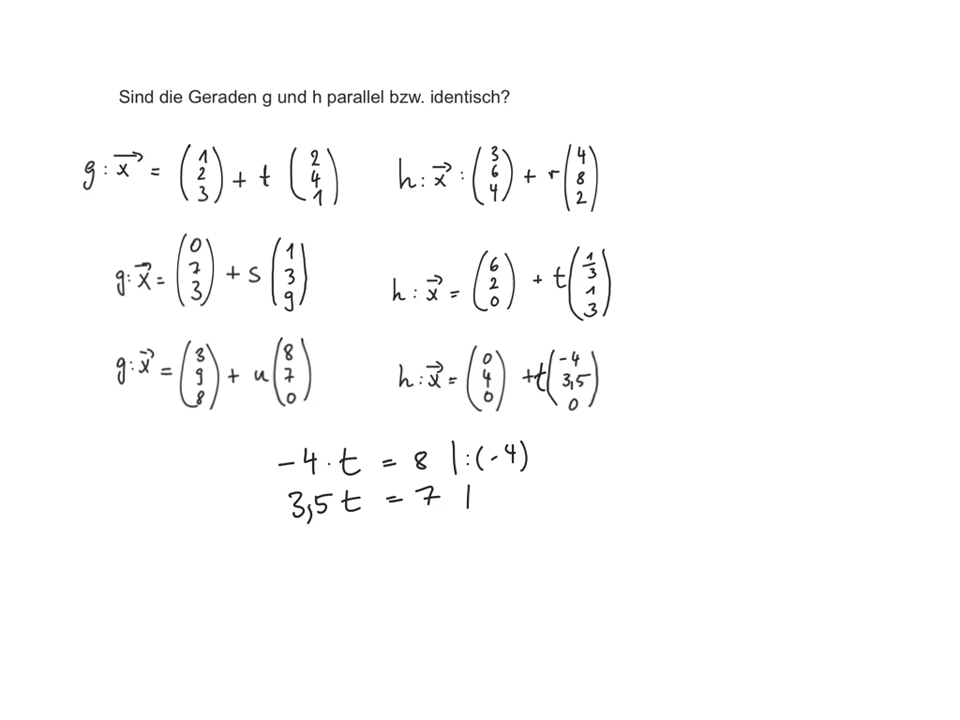 Sind die Geraden g und h parallel bzw. identisch?
g: x⃗ = (1 2 3) + t (2 4 1) h: x⃗ : (3 6 4) + r (4 8 2)
g: x⃗ = (0 7 3) + s (1 3 9) h: x⃗ = (6 2 0) + t (1/3 1 3)
g: x⃗ = (3 9 8) + u (8 7 0) h: x⃗ = (0 4 0) + t (-4 3,5 0)
-4 · t = 8 | :(-4)
3,5 t = 7 |